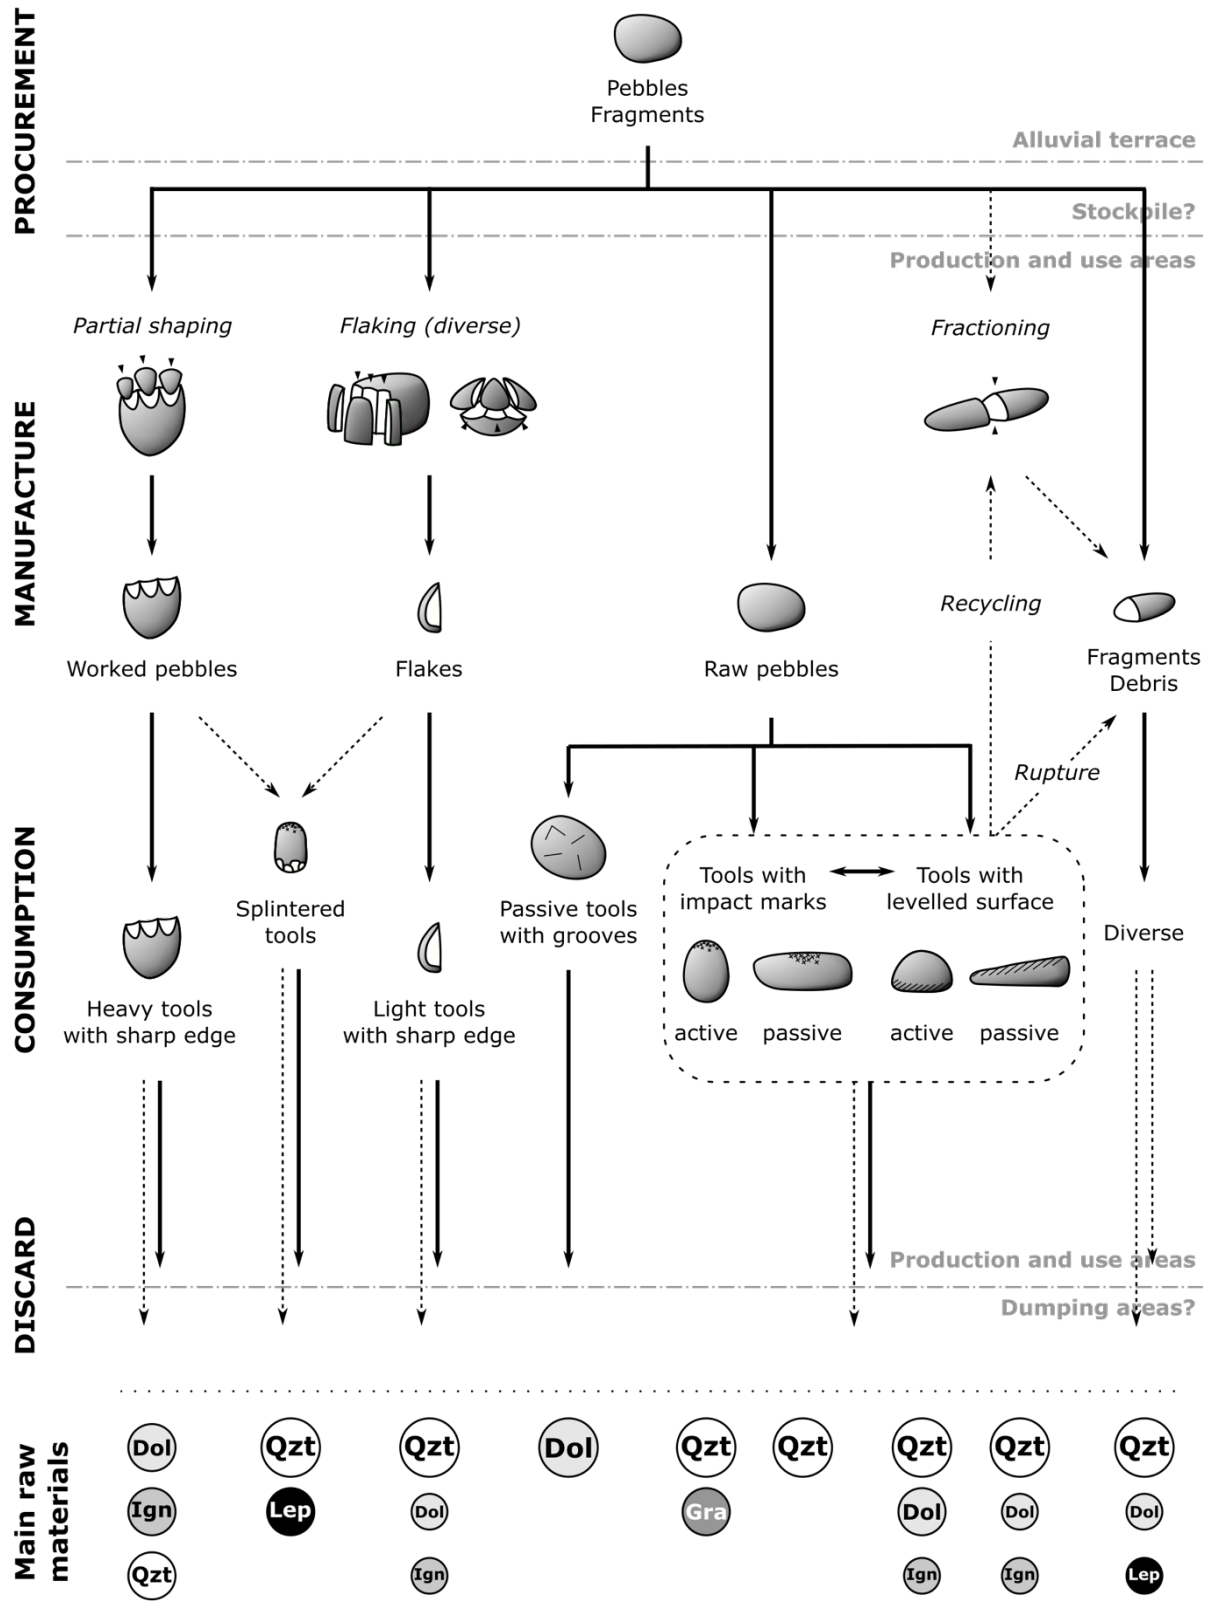 PROCUREMENT
Pebbles
Fragments
Alluvial terrace
Stockpile?
Production and use areas
MANUFACTURE
Partial shaping
Flaking (diverse)
Fractioning
Recycling
Worked pebbles
Flakes
Raw pebbles
Fragments
Debris
Rupture
CONSUMPTION
Splintered
tools
Passive tools
with grooves
Tools with
impact marks
Tools with
levelled surface
Diverse
Heavy tools
with sharp edge
Light tools
with sharp edge
active
passive
active
passive
DISCARD
Production and use areas
Dumping areas?
Main raw
materials
Dol
Qzt
Qzt
Dol
Qzt
Qzt
Qzt
Qzt
Qzt
Ign
Lep
Dol
Gra
Dol
Dol
Dol
Qzt
Ign
Ign
Ign
Lep